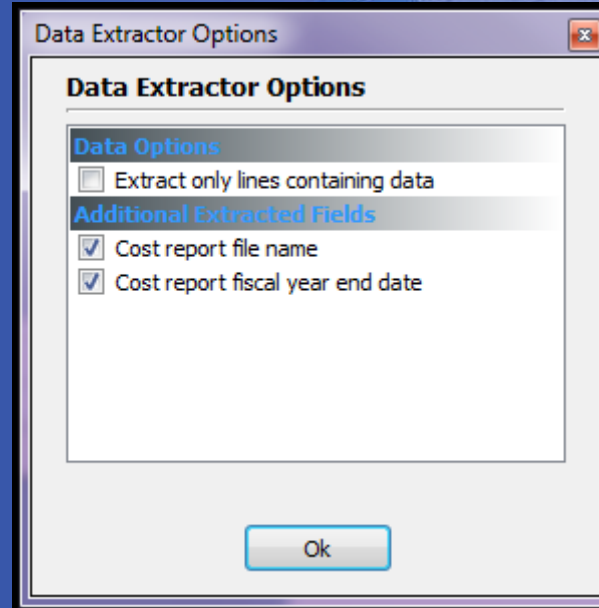 Data Extractor Options
Data Extractor Options
Data Options
Extract only lines containing data
Additional Extracted Fields
Cost report file name
Cost report fiscal year end date
Ok